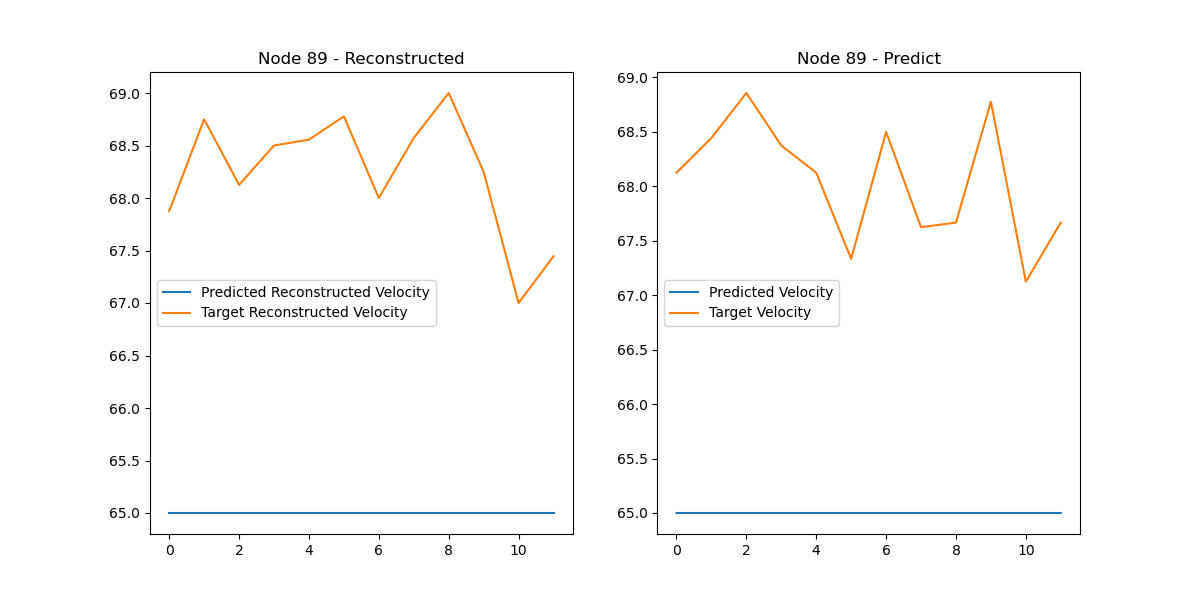 Node 89 - Reconstructed
69.0
68.5
68.0
67.5
67.0
66.5
66.0
65.5
65.0
Predicted Reconstructed Velocity
Target Reconstructed Velocity
0 2 4 6 8 10
Node 89 - Predict
69.0
68.5
68.0
67.5
67.0
66.5
66.0
65.5
65.0
Predicted Velocity
Target Velocity
0 2 4 6 8 10